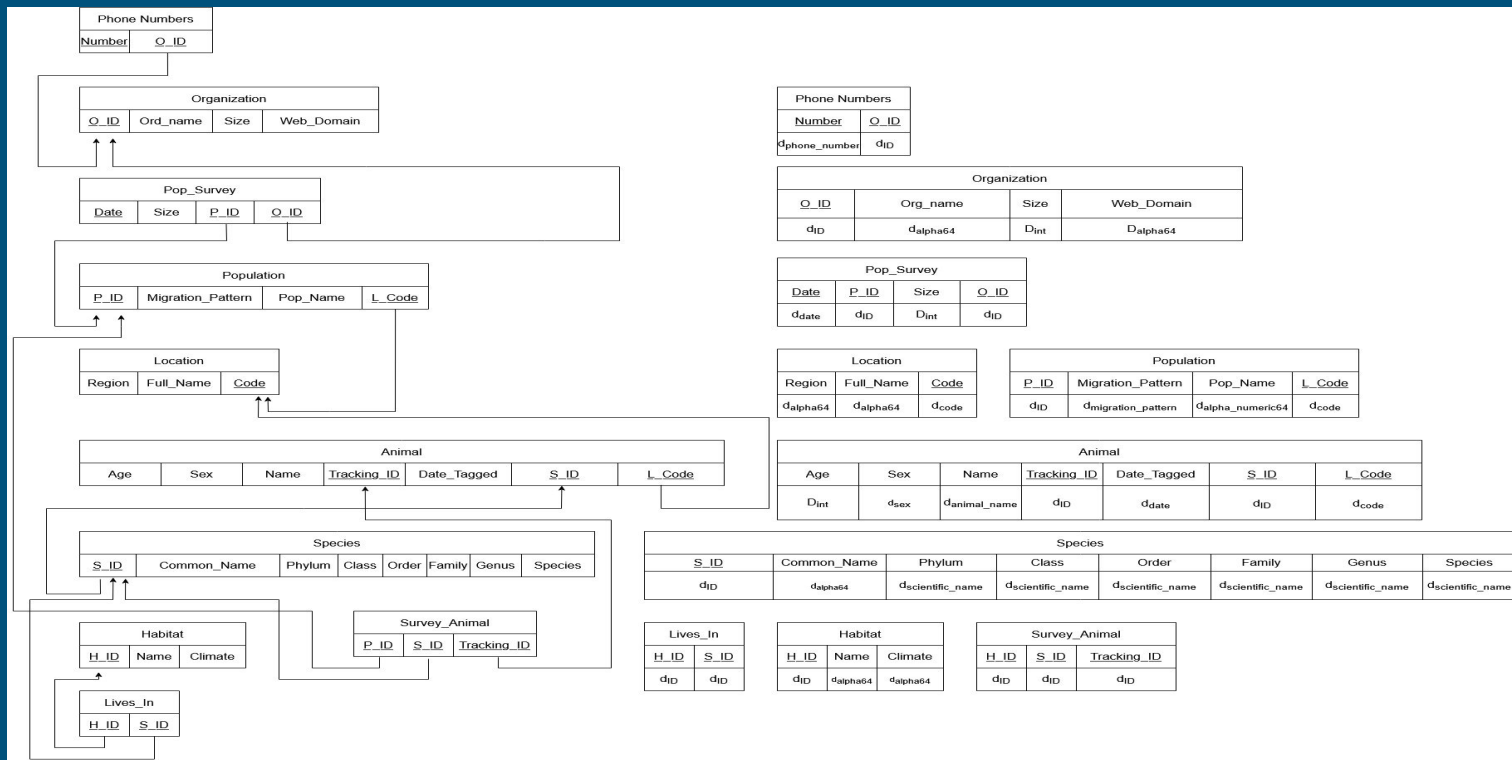 Phone Numbers
Number O_ID
Organization
O_ID Ord_name Size Web_Domain
Pop_Survey
Date Size P_ID O_ID
Population
P_ID Migration_Pattern Pop_Name L_Code
Location
Region Full_Name Code
Animal
Age Sex Name Tracking_ID Date_Tagged S_ID L_Code
Species
S_ID Common_Name Phylum Class Order Family Genus Species
Survey_Animal
P_ID S_ID Tracking_ID
Habitat
H_ID Name Climate
Lives_In
H_ID S_ID
Phone Numbers
Number O_ID
dphone_number dID
Organization
O_ID Org_name Size Web_Domain
dID dalpha64 Dint Dalpha64
Pop_Survey
Date P_ID Size O_ID
ddate dID Dint dID
Location
Region Full_Name Code
dalpha64 dalpha64 dcode
Population
P_ID Migration_Pattern Pop_Name L_Code
dID dmigration_pattern dalpha_numeric64 dcode
Animal
Age Sex Name Tracking_ID Date_Tagged S_ID L_Code
Dint dsex danimal_name dID ddate dID dcode
Species
S_ID Common_Name Phylum Class Order Family Genus Species
dID dalpha64 dscientific_name dscientific_name dscientific_name dscientific_name dscientific_name dscientific_name
Lives_In
H_ID S_ID
dID dID
Habitat
H_ID Name Climate
dID dalpha64 dalpha64
Survey_Animal
H_ID S_ID Tracking_ID
dID dID dID